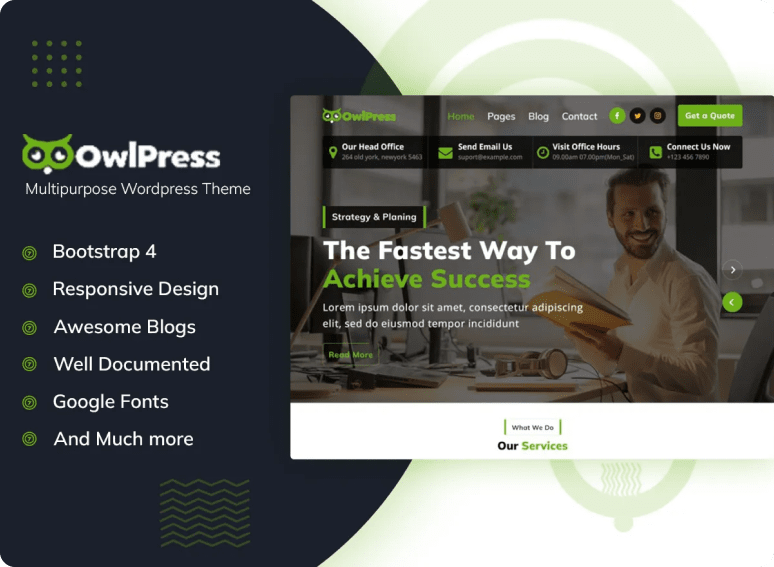 OwlPress
Multipurpose Wordpress Theme
Bootstrap 4
Responsive Design
Awesome Blogs
Well Documented
Google Fonts
And Much more
OwlPress
Home Pages Blog Contact
Get a Quote
Our Head Office
264 old york, newyork 5463
Send Email Us
suport@example.com
Visit Office Hours
09.00am 07.00pm(Mon_Sat)
Connect Us Now
+123 456 7890
Strategy & Planing
The Fastest Way To
Achieve Success
Lorem ipsum dolor sit amet, consectetur adipiscing
elit, sed do eiusmod tempor incididunt
Read More
What We Do
Our Services